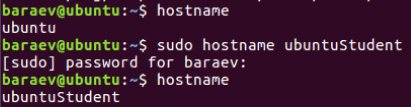 baraev@ubuntu:~$ hostname
ubuntu
baraev@ubuntu:~$ sudo hostname ubuntuStudent
[sudo] password for baraev:
baraev@ubuntu:~$ hostname
ubuntuStudent